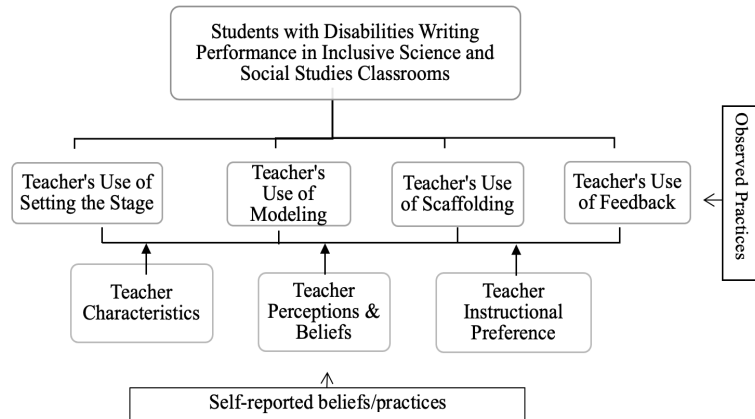 Students with Disabilities Writing
Performance in Inclusive Science and
Social Studies Classrooms
Observed Practices
Teacher's Use of
Setting the Stage
Teacher's
Use of
Modeling
Teacher's Use
of Scaffolding
Teacher's Use
of Feedback
Teacher
Characteristics
Teacher
Perceptions &
Beliefs
Teacher
Instructional
Preference
Self-reported beliefs/practices